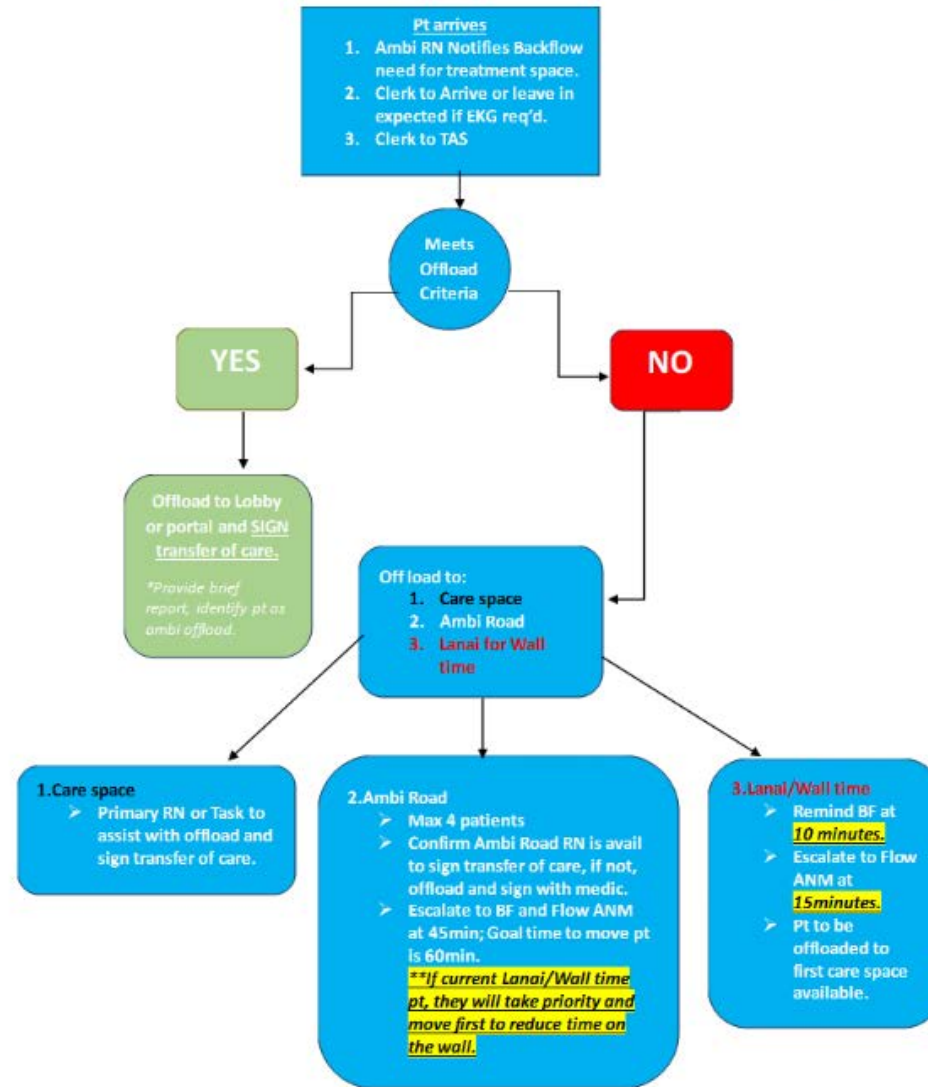 Pt arrives
1. Ambi RN Notifies Backflow
need for treatment space.
2. Clerk to Arrive or leave in
expected if EKG req'd.
3. Clerk to TAS
Meets
Offload
Criteria
YES
NO
Offload to Lobby
or portal and SIGN
transfer of care.
*Provide brief
report, identify pt as
ambi offload.
Off load to:
1. Care space
2. Ambi Road
3. Lanai for Wall
time
1.Care space
➢ Primary RN or Task to
assist with offload and
sign transfer of care.
2.Ambi Road
➢ Max 4 patients
➢ Confirm Ambi Road RN is avail
to sign transfer of care, if not,
offload and sign with medic.
➢ Escalate to BF and Flow ANM
at 45min; Goal time to move pt
is 60min.
**If current Lanai/Wall time
pt, they will take priority and
move first to reduce time on
the wall.
3.Lanai/Wall time
➢ Remind BF at
10 minutes.
➢ Escalate to Flow
ANM at
15minutes.
➢ Pt to be
offloaded to
first care space
available.